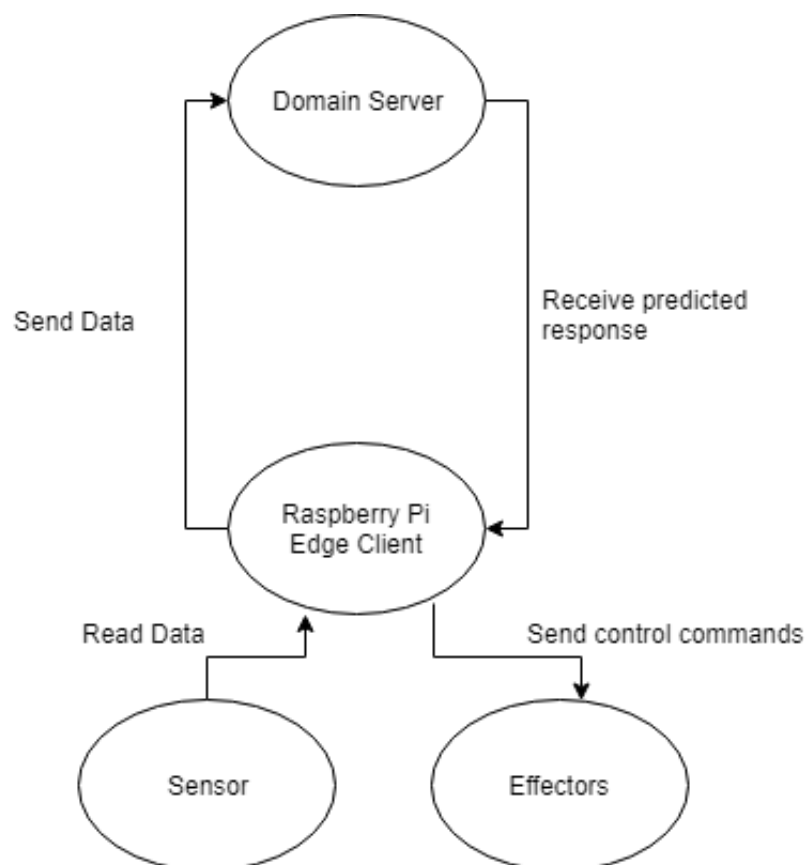 Domain Server
Send Data
Receive predicted
response
Raspberry Pi
Edge Client
Read Data
Send control commands
Sensor
Effectors